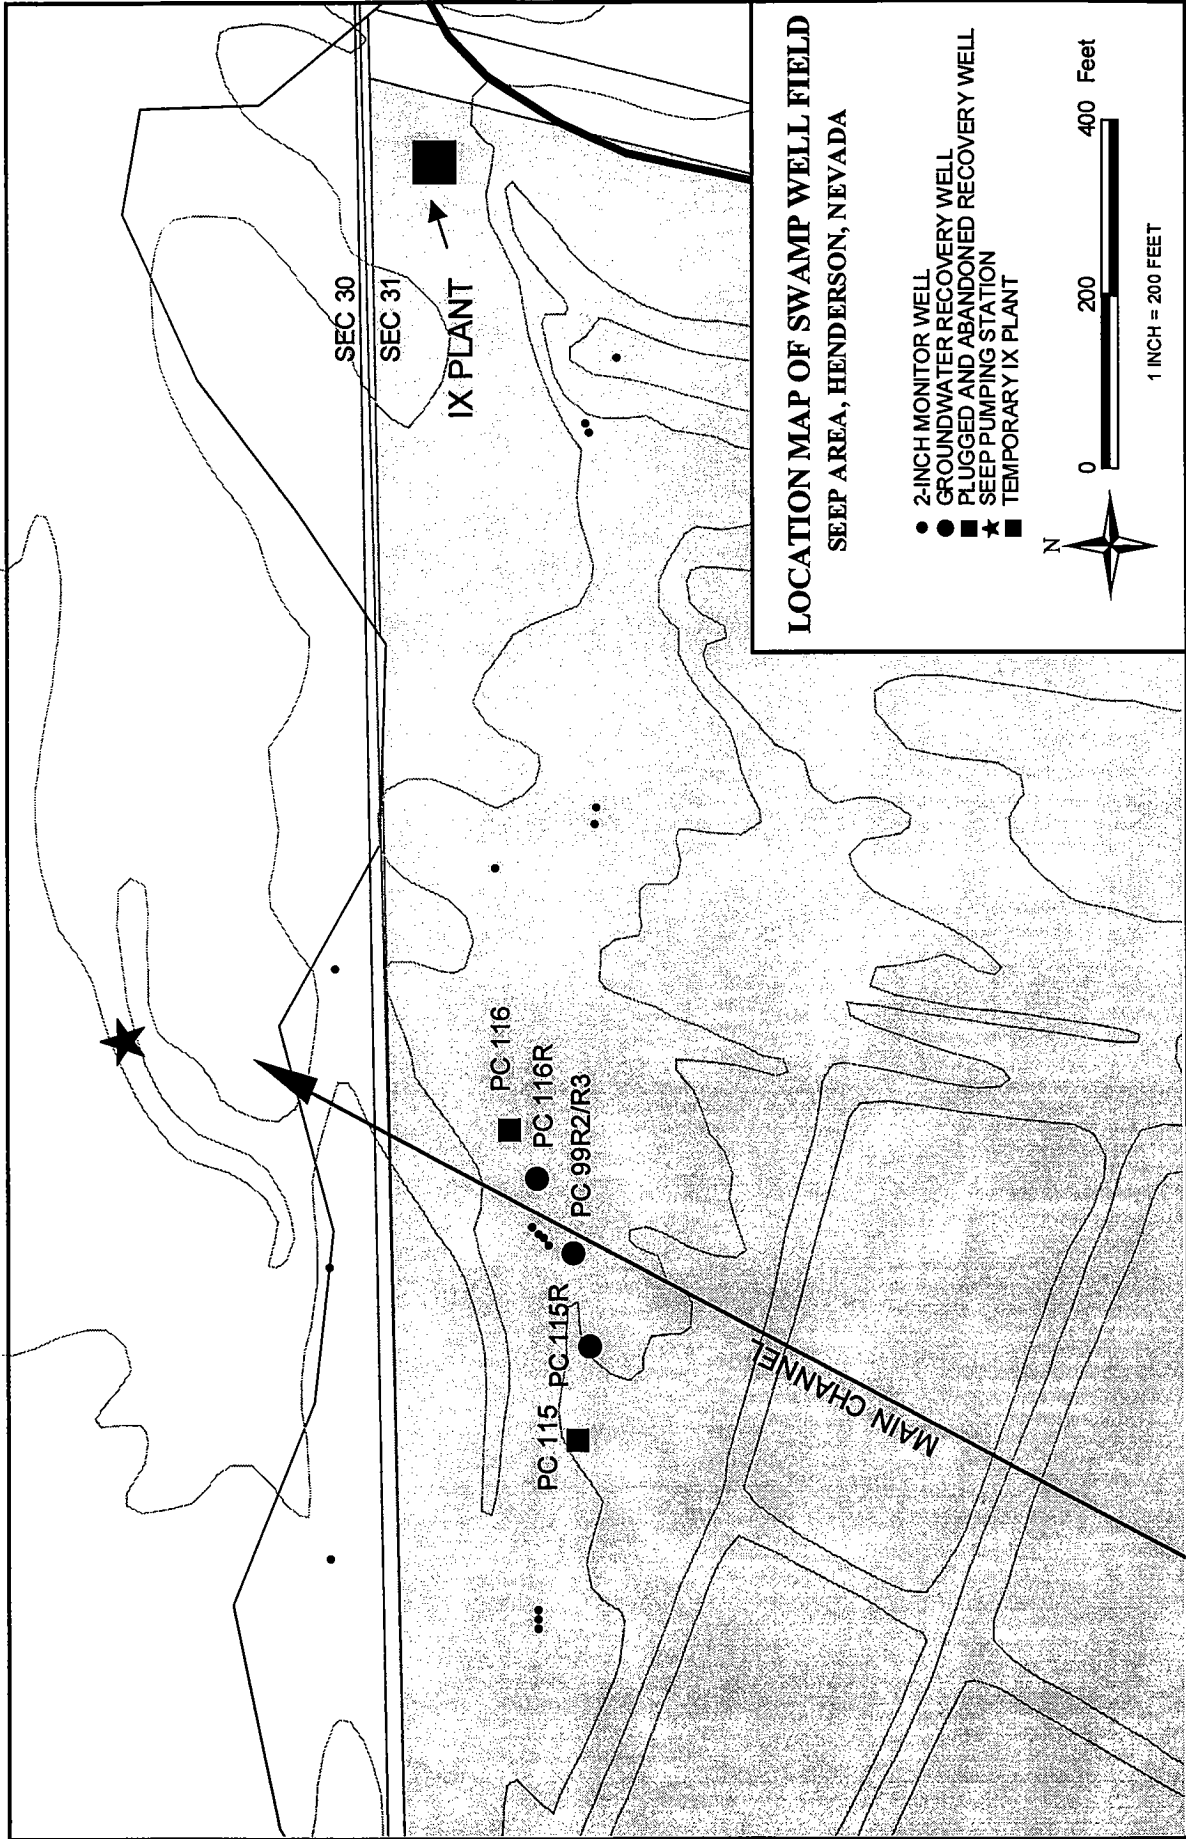 SEC 30
SEC 31
IX PLANT
PC 116
PC 116R
PC 99R2/R3
PC 115R
PC 115
MAIN CHANNEL
LOCATION MAP OF SWAMP WELL FIELD
SEEP AREA, HENDERSON, NEVADA
2-INCH MONITOR WELL
GROUNDWATER RECOVERY WELL
PLUGGED AND ABANDONED RECOVERY WELL
SEEP PUMPING STATION
TEMPORARY IX PLANT
N
0 200 400 Feet
1 INCH = 200 FEET